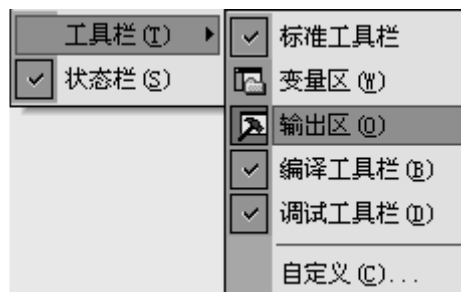 工具栏(T)
状态栏(S)
标准工具栏
变量区(W)
输出区(O)
编译工具栏(B)
调试工具栏(D)
自定义(C)...